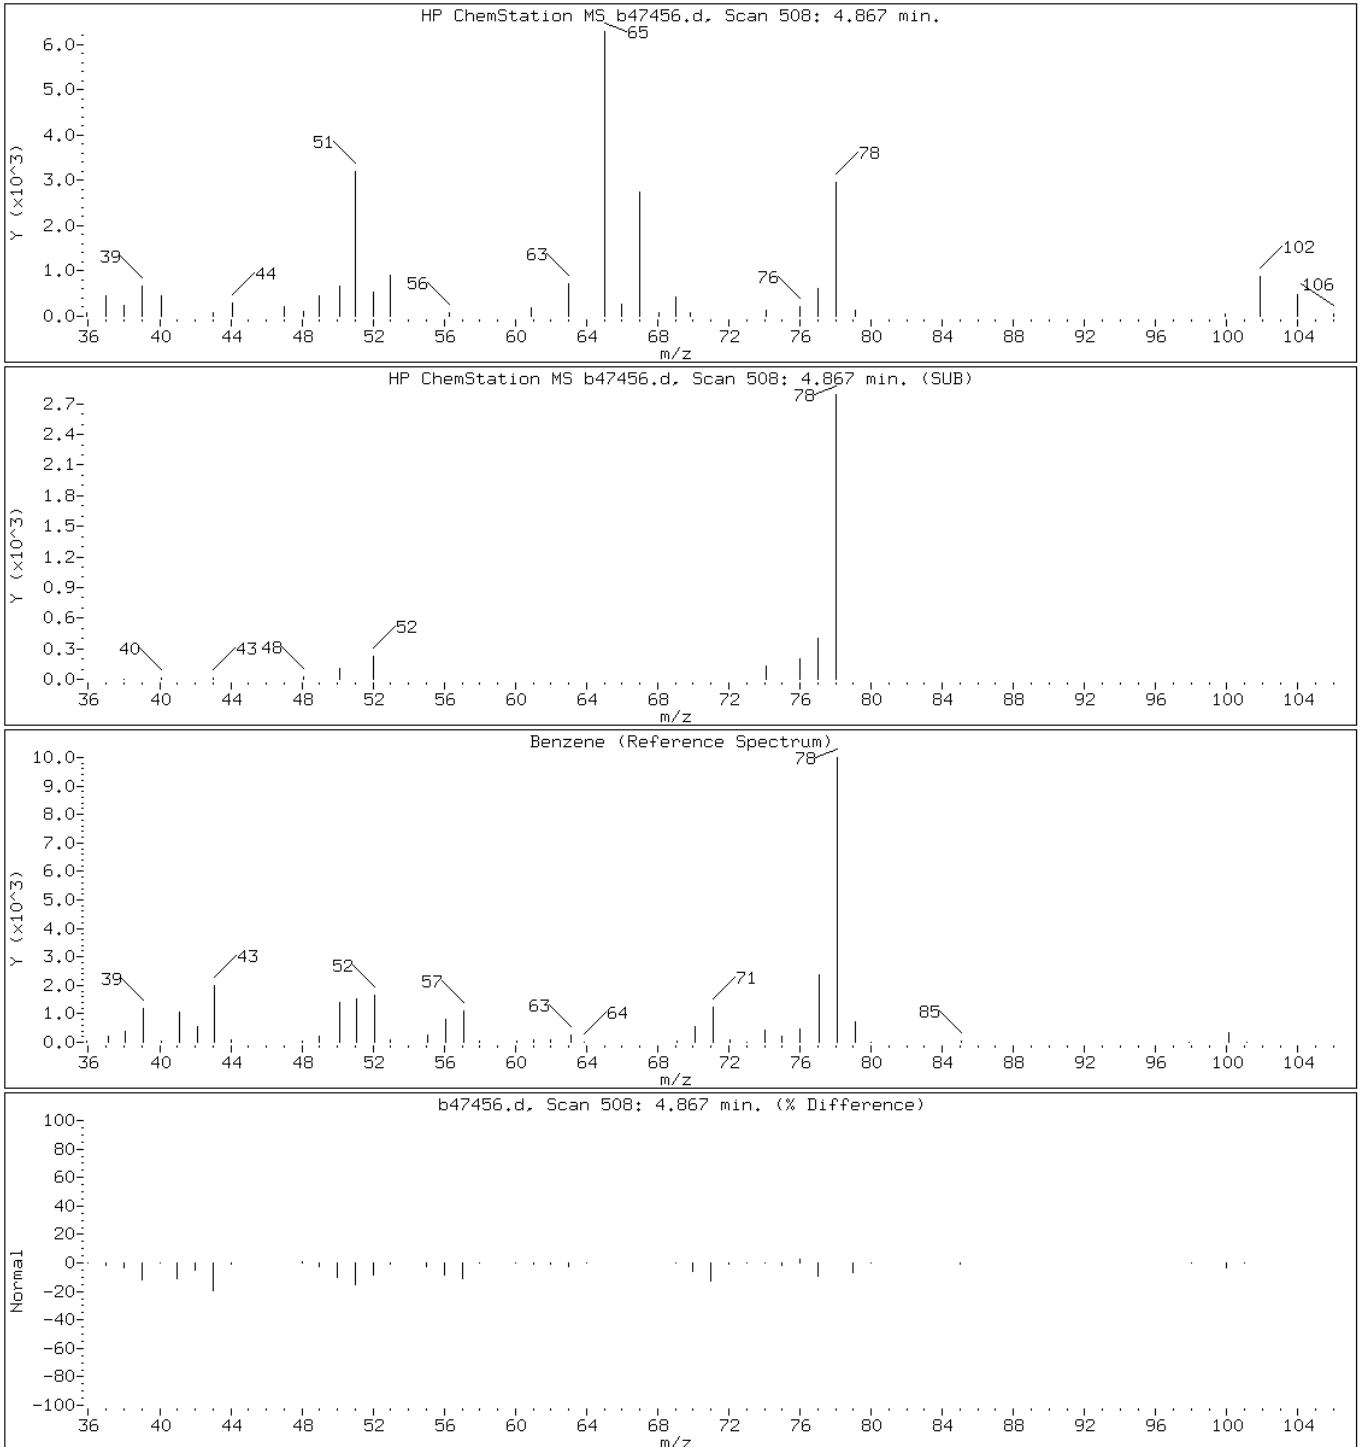 HP ChemStation MS b47456.d, Scan 508: 4.867 min.
65
6.0-
5.0-
51
4.0-
78
3.0-
Y (x10^3)
2.0-
39
63
102
44
76
1.0-
56
106
0.0-
36 40 44 48 52 56 60 64 68 72 76 80 84 88 92 96 100 104
m/z
HP ChemStation MS b47456.d, Scan 508: 4.867 min. (SUB)
78
2.7-
2.4-
2.1-
1.8-
1.5-
Y (x10^3)
1.2-
0.9-
0.6-
52
0.3-
40 43 48
0.0-
36 40 44 48 52 56 60 64 68 72 76 80 84 88 92 96 100 104
m/z
Benzene (Reference Spectrum)
78
10.0-
9.0-
8.0-
7.0-
6.0-
5.0-
Y (x10^3)
4.0-
3.0-
43
52
39 57 71
2.0-
63 64 85
1.0-
0.0-
36 40 44 48 52 56 60 64 68 72 76 80 84 88 92 96 100 104
m/z
b47456.d, Scan 508: 4.867 min. (% Difference)
100-
80-
60-
40-
20-
0-
Normal
-20-
-40-
-60-
-80-
-100-
36 40 44 48 52 56 60 64 68 72 76 80 84 88 92 96 100 104
m/z